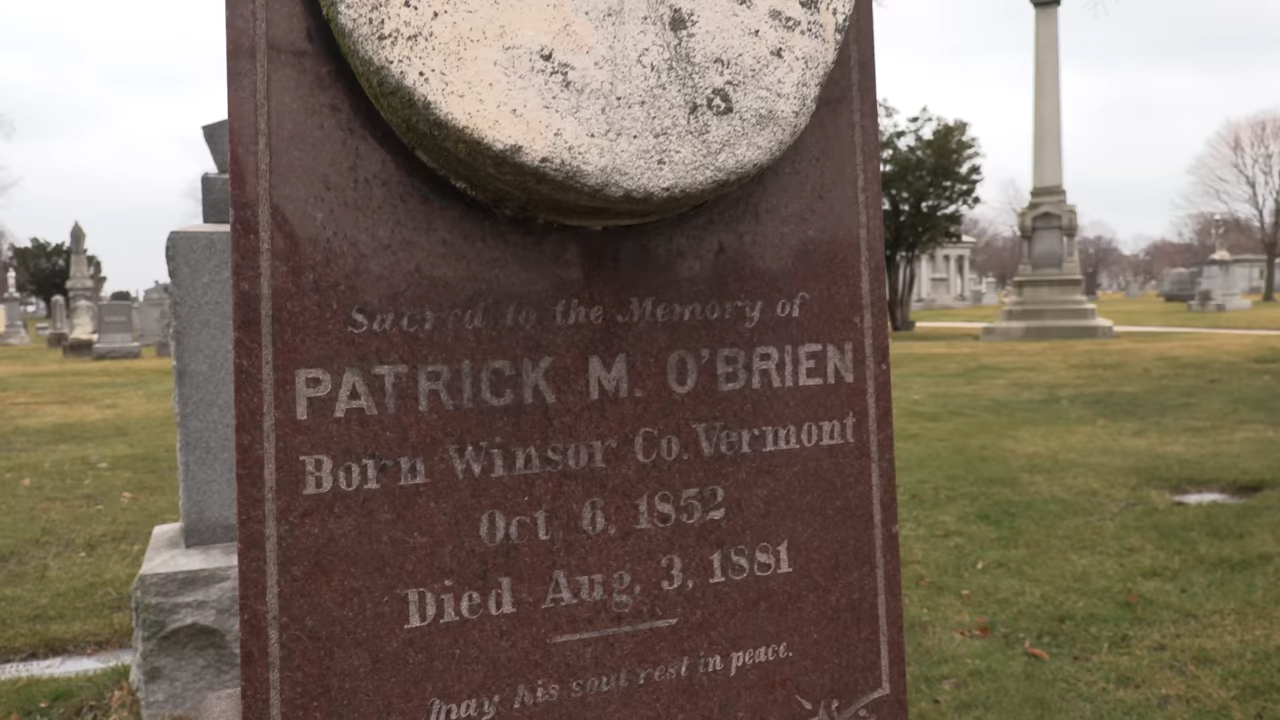 Sacred to the Memory of
PATRICK M. O'BRIEN
Born Winsor Co. Vermont
Oct. 6, 1852
Died Aug. 3, 1881
may his soul rest in peace.